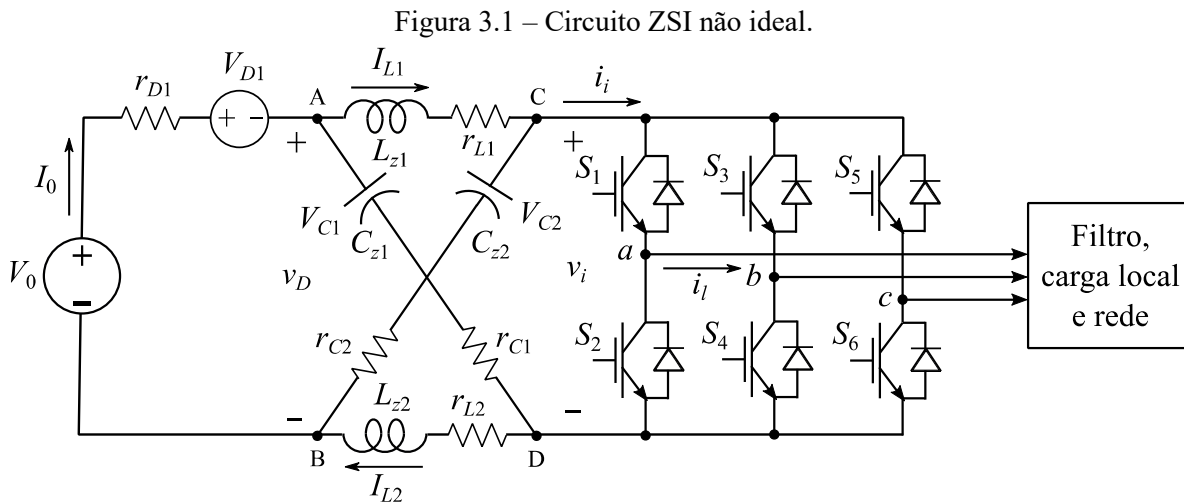 Figura 3.1 – Circuito ZSI não ideal.
r_{D1}
V_{D1}
+ -
A
I_{L1}
L_{z1}
r_{L1}
C
i_i
+
+
I_0
V_0
+
-
V_{C1}
C_{z1}
C_{z2}
V_{C2}
v_D
v_i
S_1
S_3
S_5
a
i_l
b
c
Filtro,
carga local
e rede
r_{C2}
r_{C1}
S_2
S_4
S_6
-
-
B
L_{z2}
r_{L2}
D
I_{L2}